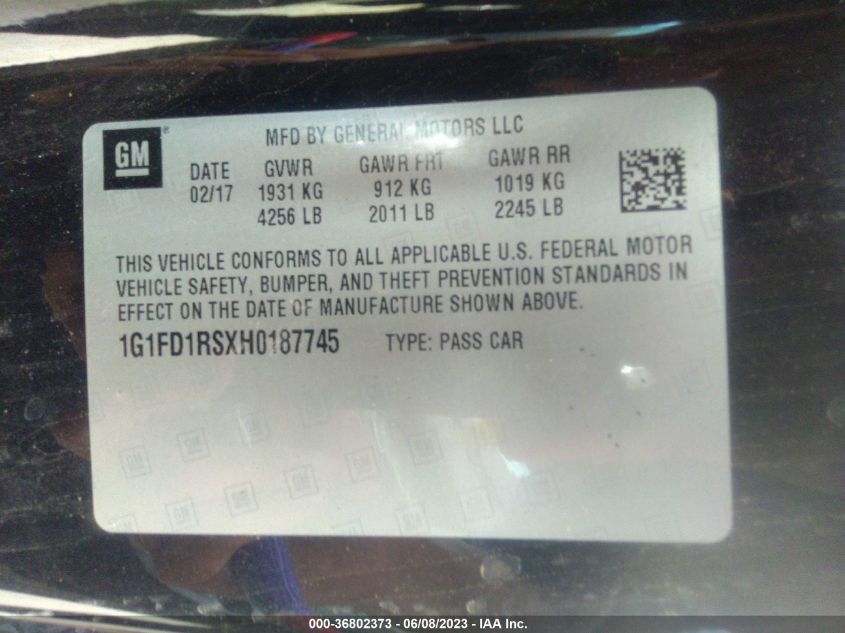 GM®
MFD BY GENERAL MOTORS LLC
DATE GVWR GAWR FRT GAWR RR
02/17 1931 KG 912 KG 1019 KG
4256 LB 2011 LB 2245 LB
THIS VEHICLE CONFORMS TO ALL APPLICABLE U.S. FEDERAL MOTOR
VEHICLE SAFETY, BUMPER, AND THEFT PREVENTION STANDARDS IN
EFFECT ON THE DATE OF MANUFACTURE SHOWN ABOVE.
1G1FD1RSXH0187745 TYPE: PASS CAR
000-36802373 - 06/08/2023 - IAA Inc.